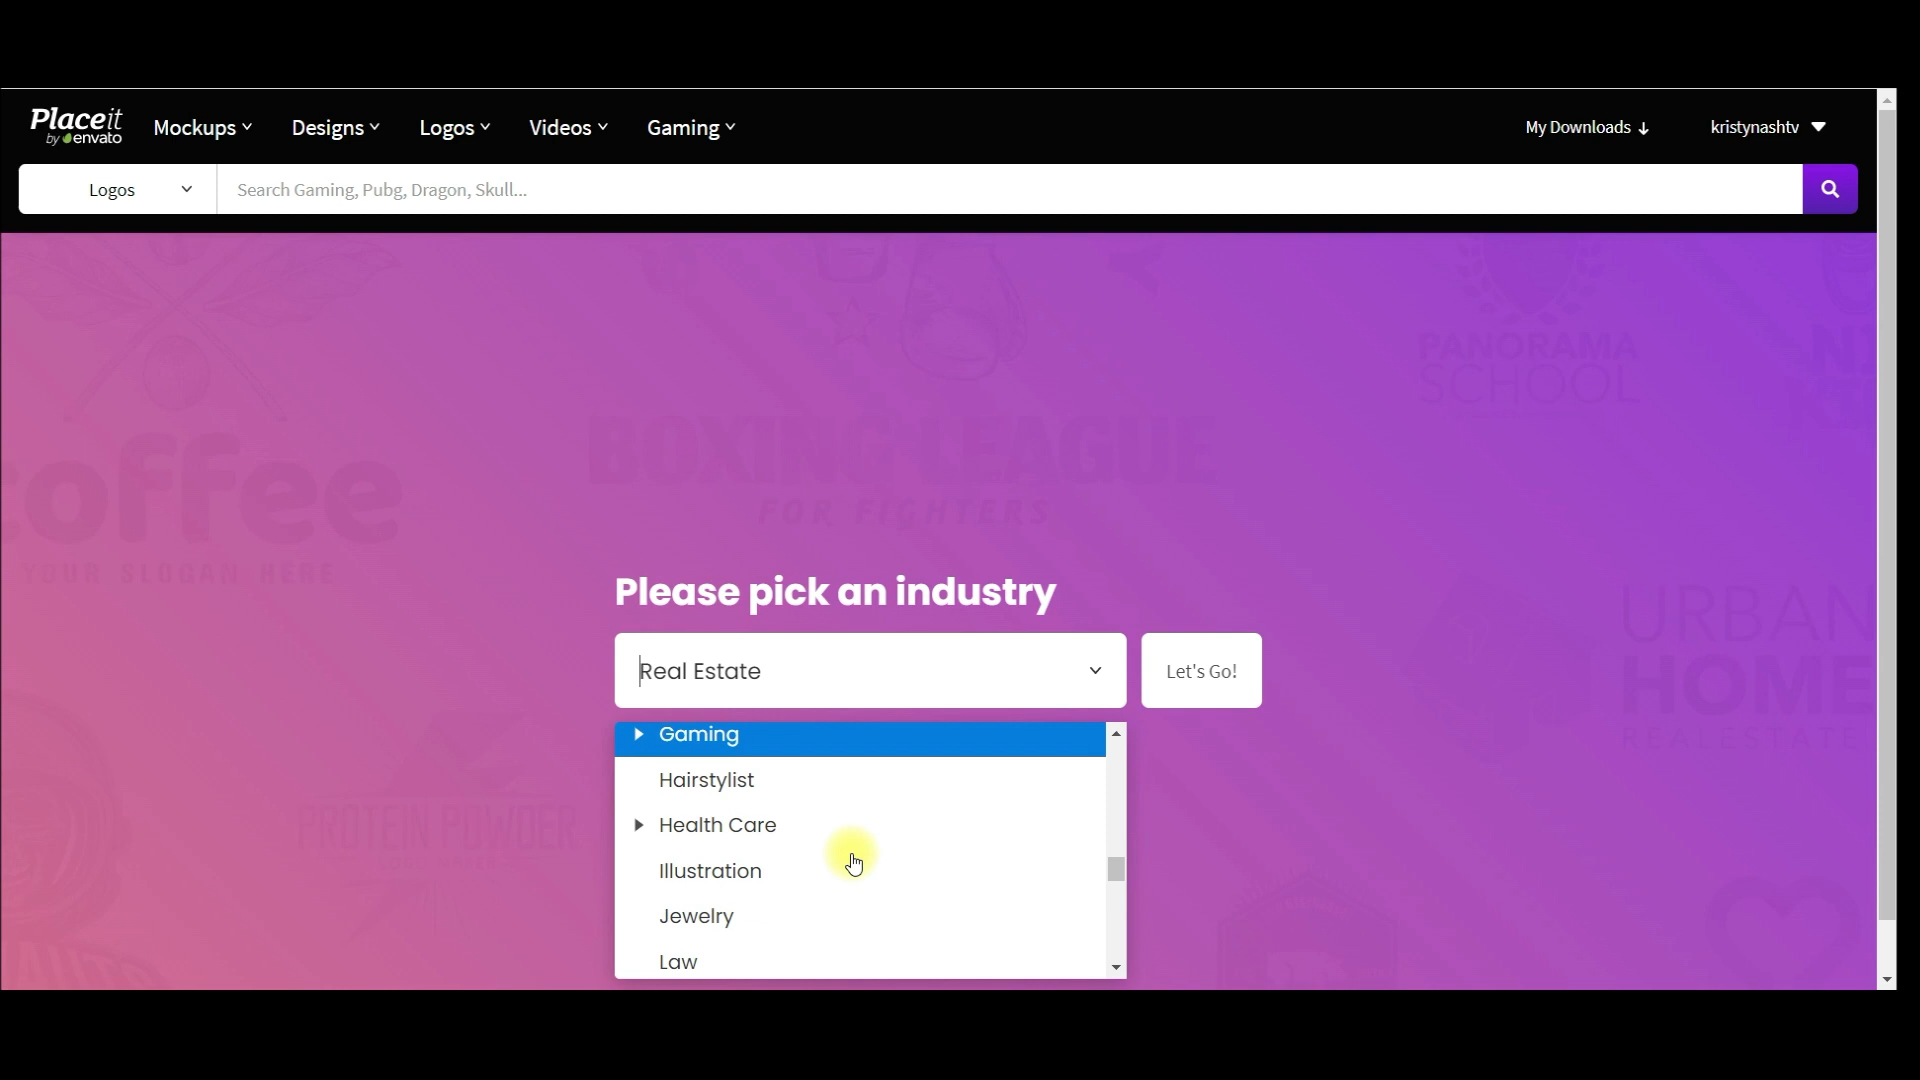 Placeit
by envato
Mockups
Designs
Logos
Videos
Gaming
My Downloads
kristynashtv
Logos
Search Gaming, Pubg, Dragon, Skull...
PANORAMA
SCHOOL
BOXING LEAGUE
FOR FIGHTERS
coffee
YOUR SLOGAN HERE
URBAN
HOME
REAL ESTATE
PROTEIN POWDER
Please pick an industry
Real Estate
Let's Go!
Gaming
Hairstylist
Health Care
Illustration
Jewelry
Law